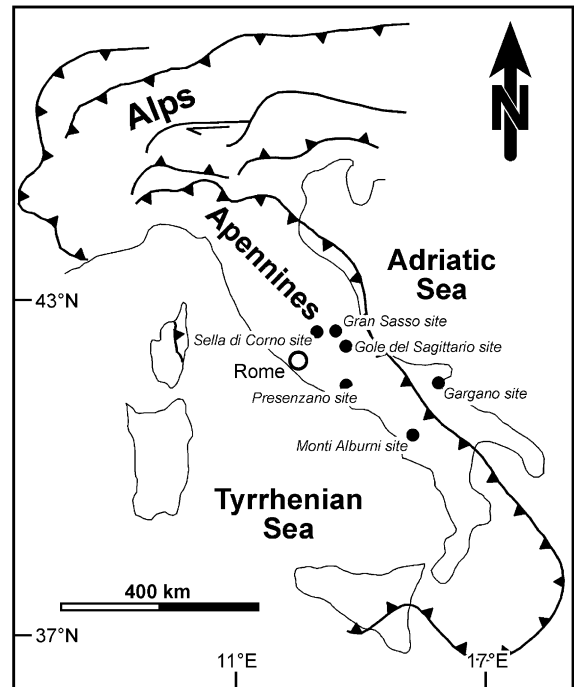 N
Alps
Apennines
Adriatic
Sea
43°N
Gran Sasso site
Sella di Corno site
Gole del Sagittario site
Rome
Gargano site
Presenzano site
Monti Alburni site
Tyrrhenian
Sea
400 km
37°N
11°E
17°E